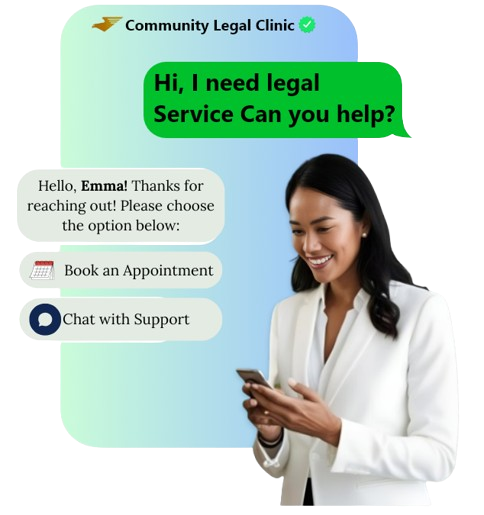 Community Legal Clinic
Hi, I need legal
Service Can you help?
Hello, Emma! Thanks for
reaching out! Please choose
the option below:
Book an Appointment
Chat with Support